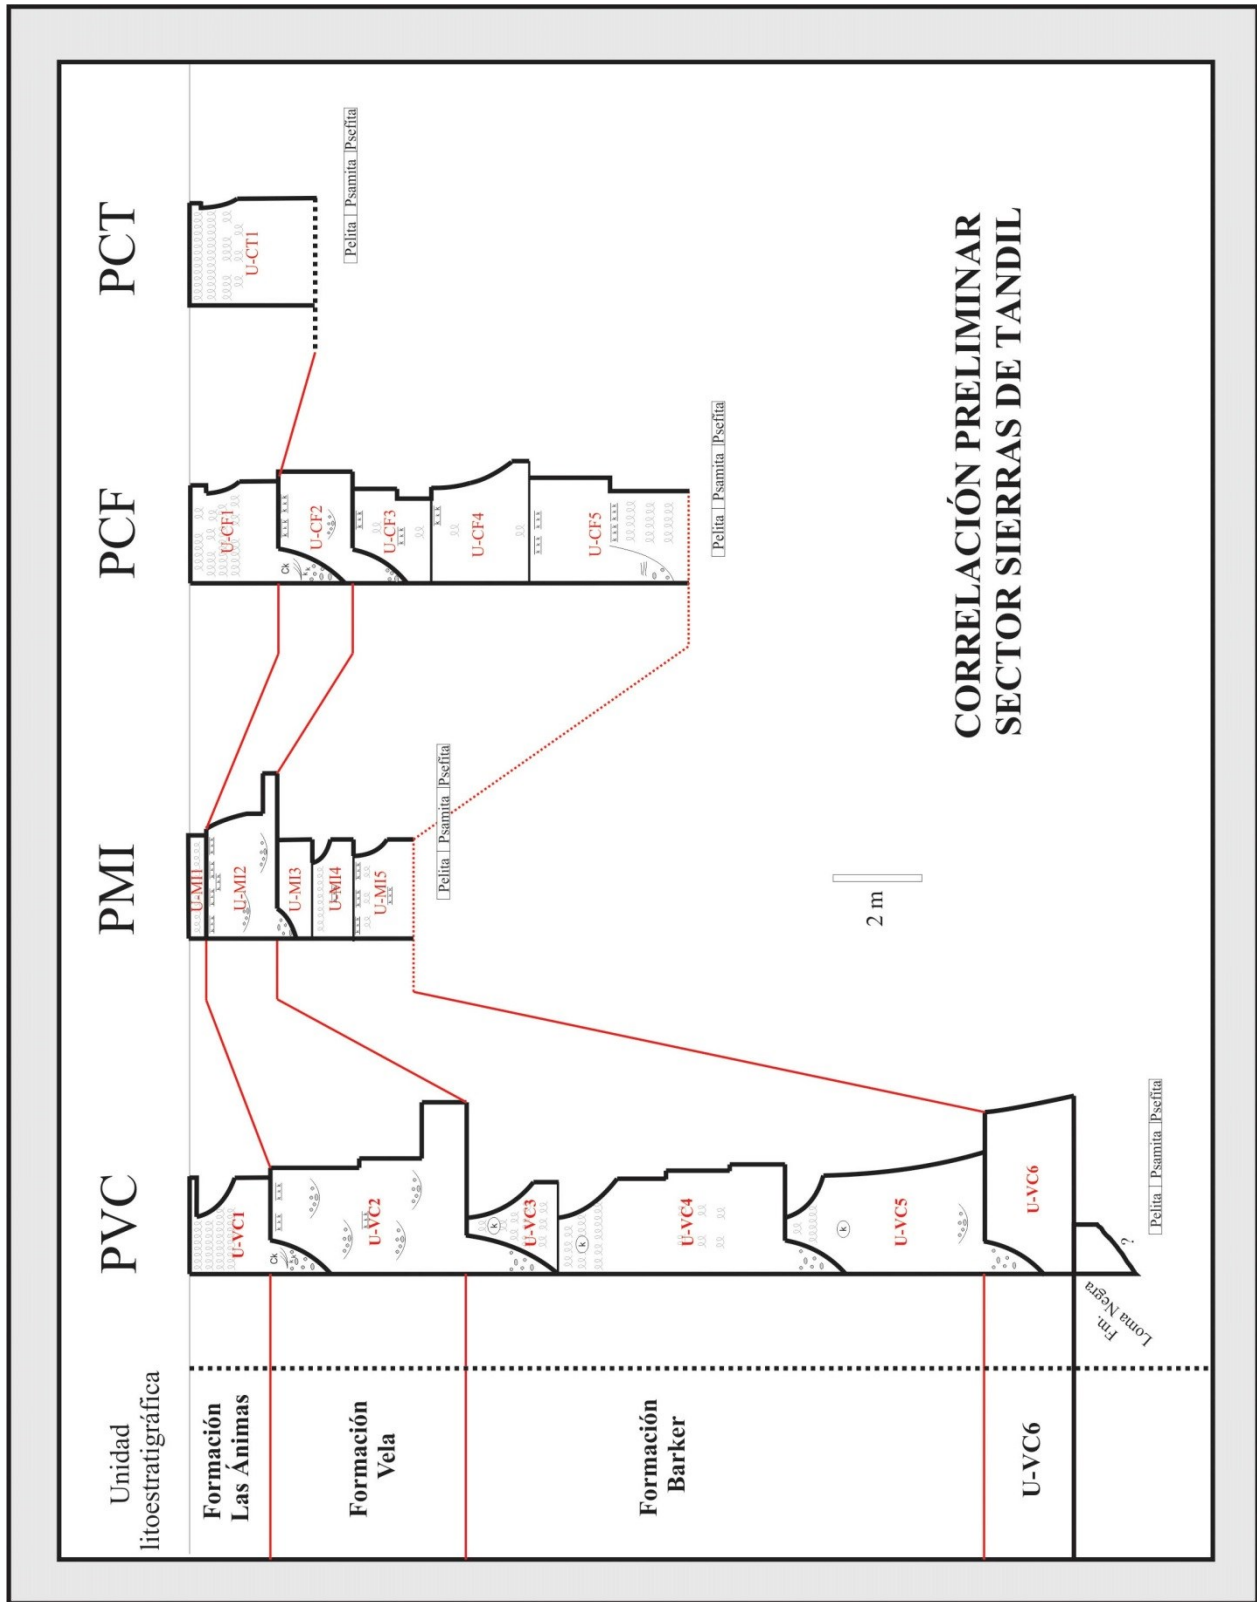 Unidad
litoestratigráfica
PVC
PMI
PCF
PCT
Formación
Las Ánimas
Formación
Vela
Formación
Barker
U-VC6
Fm.
Loma Negra
?
U-VC1
Ck
k k
k k k
k k k
U-VC2
k k k
k
U-VC3
k
U-VC4
k
U-VC5
U-VC6
Pelita Psamita Psefita
U-MI1
U-MI2
U-MI3
U-MI4
U-MI5
Pelita Psamita Psefita
2 m
U-CF1
Ck
U-CF2
U-CF3
U-CF4
U-CF5
Pelita Psamita Psefita
U-CT1
Pelita Psamita Psefita
CORRELACIÓN PRELIMINAR
SECTOR SIERRAS DE TANDIL